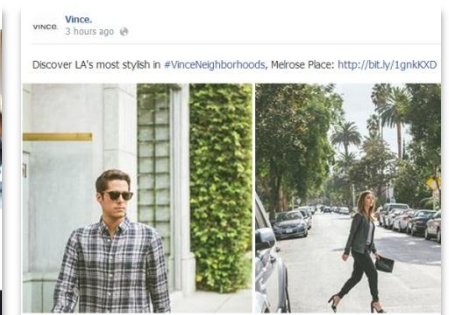 VINCE.
Vince.
3 hours ago
Discover LA's most stylish in #VinceNeighborhoods, Melrose Place: http://bit.ly/1gnkKXD